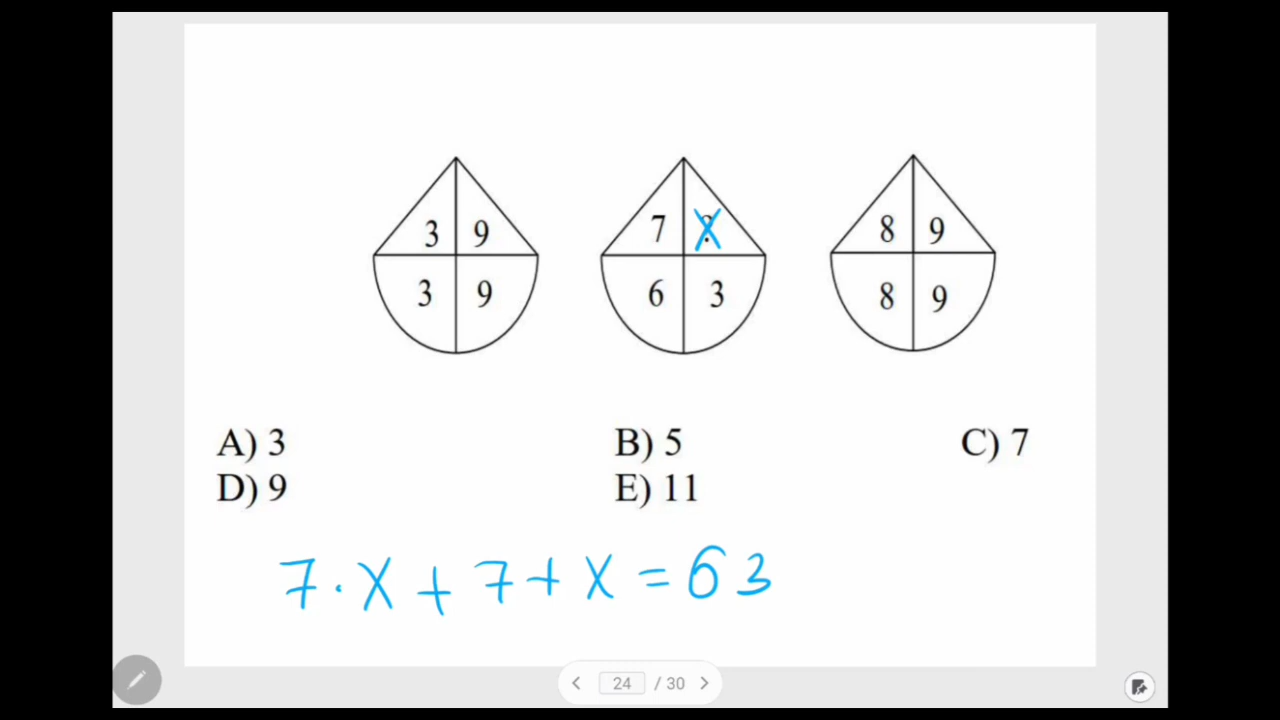 3 9 7 X 8 9
3 9 6 3 8 9
A) 3 B) 5 C) 7
D) 9 E) 11
7·X+7+X=63
24 / 30